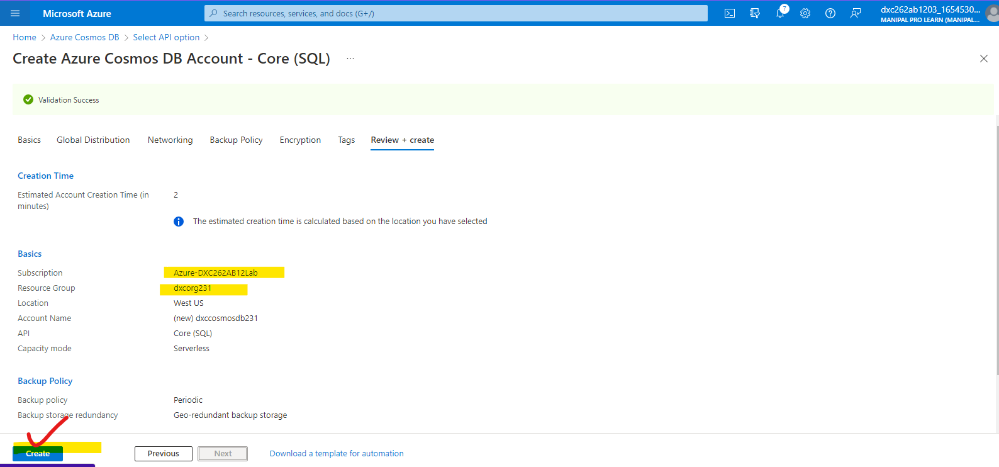 Microsoft Azure
Search resources, services, and docs (G+/)
7
dxc262ab1203_1654530...
MANIPAL PRO LEARN (MANIPAL...
Home > Azure Cosmos DB > Select API option >
Create Azure Cosmos DB Account - Core (SQL) ...
Validation Success
Basics Global Distribution Networking Backup Policy Encryption Tags Review + create
Creation Time
Estimated Account Creation Time (in minutes) 2
The estimated creation time is calculated based on the location you have selected
Basics
Subscription Azure-DXC262AB12Lab
Resource Group dxcorg231
Location West US
Account Name (new) dxccosmosdb231
API Core (SQL)
Capacity mode Serverless
Backup Policy
Backup policy Periodic
Backup storage redundancy Geo-redundant backup storage
Create Previous Next Download a template for automation